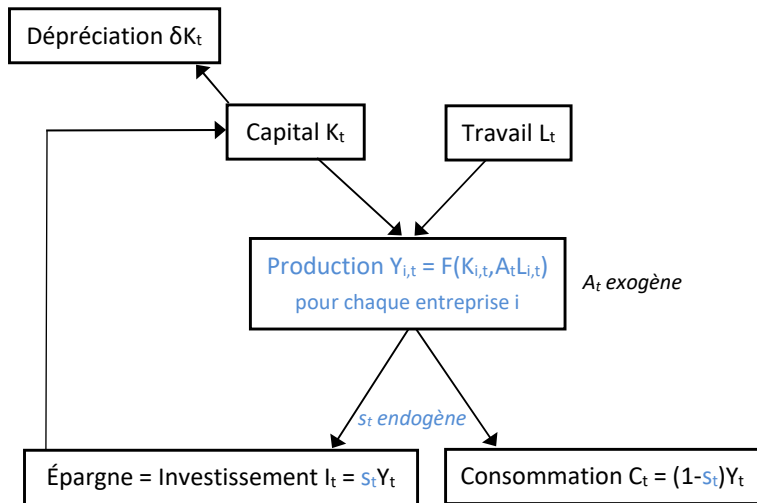 Dépréciation δKₜ
Capital Kₜ
Travail Lₜ
Production Yᵢ,ₜ = F(Kᵢ,ₜ,AₜLᵢ,ₜ)
pour chaque entreprise i
Aₜ exogène
sₜ endogène
Épargne = Investissement Iₜ = sₜYₜ
Consommation Cₜ = (1-sₜ)Yₜ